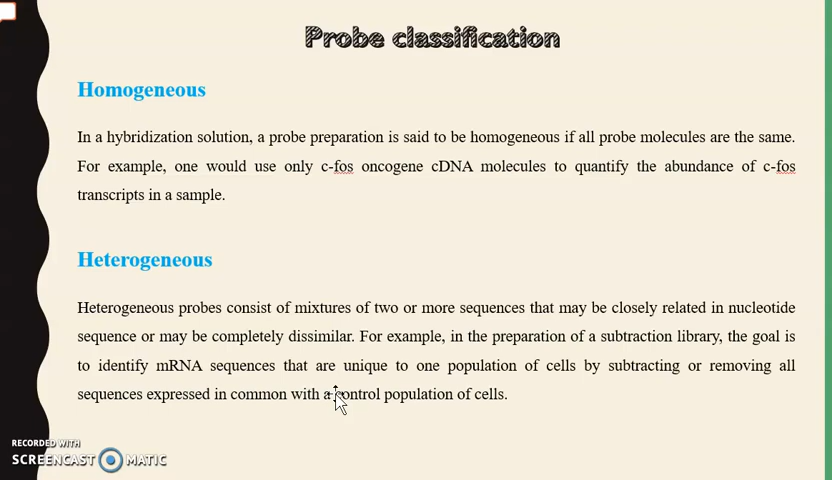 Probe classification
Homogeneous
In a hybridization solution, a probe preparation is said to be homogeneous if all probe molecules are the same.
For example, one would use only c-fos oncogene cDNA molecules to quantify the abundance of c-fos
transcripts in a sample.
Heterogeneous
Heterogeneous probes consist of mixtures of two or more sequences that may be closely related in nucleotide
sequence or may be completely dissimilar. For example, in the preparation of a subtraction library, the goal is
to identify mRNA sequences that are unique to one population of cells by subtracting or removing all
sequences expressed in common with a control population of cells.
RECORDED WITH
SCREENCAST MATIC